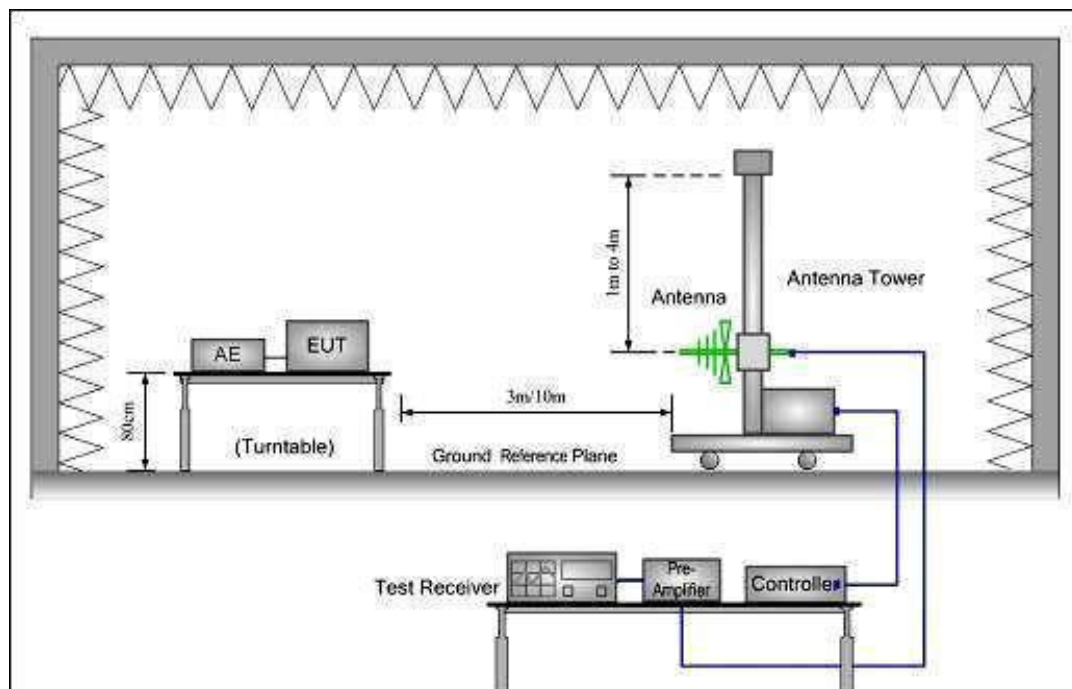 1m to 4m
Antenna Tower
Antenna
AE
EUT
80cm
3m/10m
(Turntable)
Ground Reference Plane
Test Receiver
Pre-
Amplifier
Controller